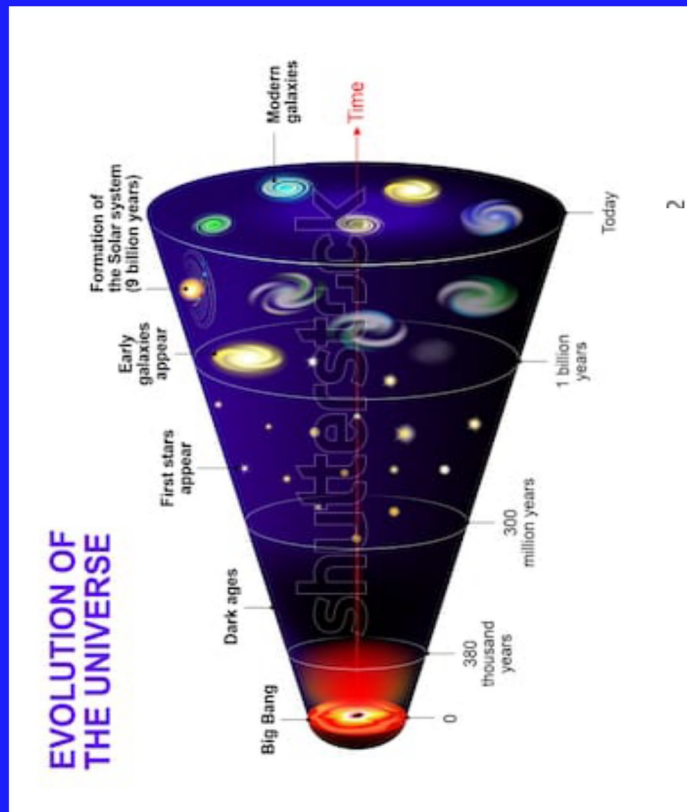 EVOLUTION OF
THE UNIVERSE
Big Bang
Dark ages
First stars
appear
Early
galaxies
appear
Formation of
the Solar system
(9 billion years)
Modern
galaxies
Time
shutterstock
0
380
thousand
years
300
million years
1 billion
years
Today
2